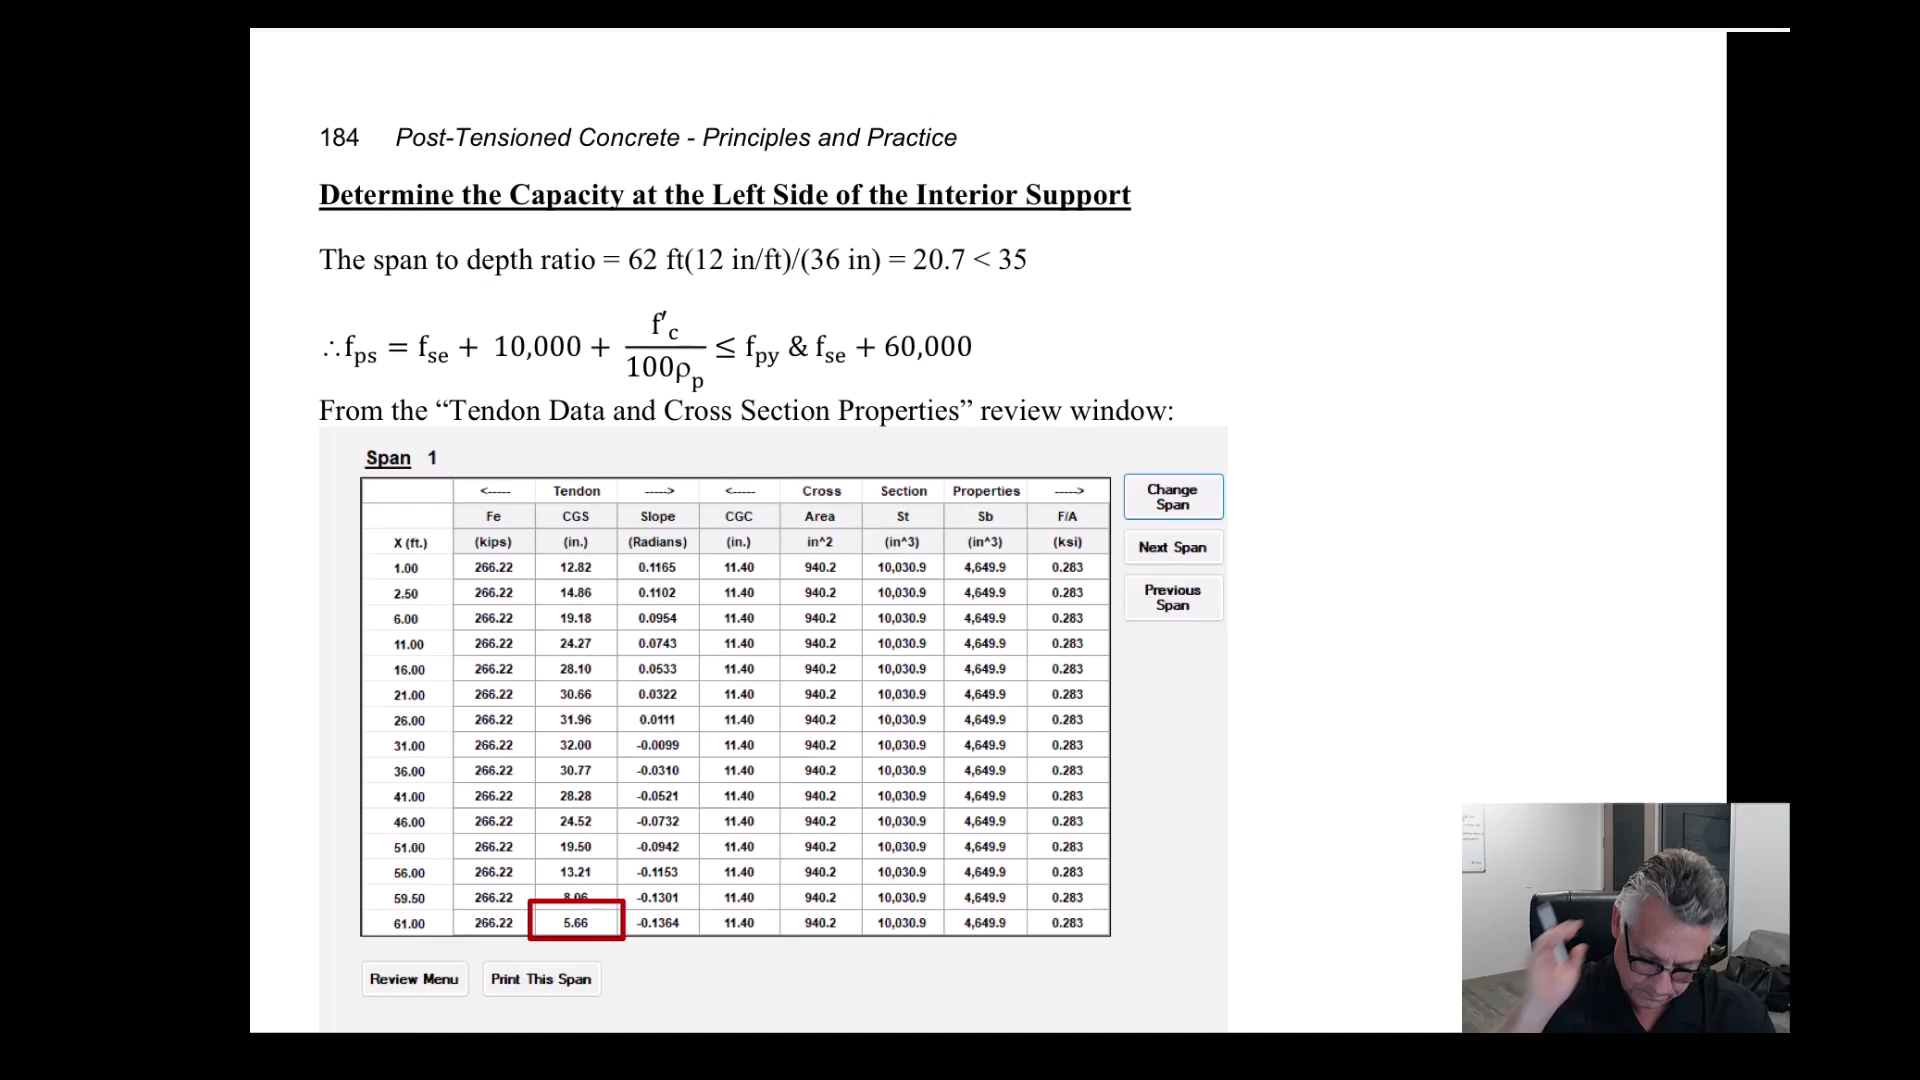 184 Post-Tensioned Concrete - Principles and Practice
Determine the Capacity at the Left Side of the Interior Support
The span to depth ratio = 62 ft(12 in/ft)/(36 in) = 20.7 < 35
∴fps = fse + 10,000 + f′c / 100ρp ≤ fpy & fse + 60,000
From the “Tendon Data and Cross Section Properties” review window:
Span 1
<----- Tendon -----> <----- Cross Section Properties ----->
Fe CGS Slope CGC Area St Sb F/A
X (ft.) (kips) (in.) (Radians) (in.) in^2 (in^3) (in^3) (ksi)
1.00 266.22 12.82 0.1165 11.40 940.2 10,030.9 4,649.9 0.283
2.50 266.22 14.86 0.1102 11.40 940.2 10,030.9 4,649.9 0.283
6.00 266.22 19.18 0.0954 11.40 940.2 10,030.9 4,649.9 0.283
11.00 266.22 24.27 0.0743 11.40 940.2 10,030.9 4,649.9 0.283
16.00 266.22 28.10 0.0533 11.40 940.2 10,030.9 4,649.9 0.283
21.00 266.22 30.66 0.0322 11.40 940.2 10,030.9 4,649.9 0.283
26.00 266.22 31.96 0.0111 11.40 940.2 10,030.9 4,649.9 0.283
31.00 266.22 32.00 -0.0099 11.40 940.2 10,030.9 4,649.9 0.283
36.00 266.22 30.77 -0.0310 11.40 940.2 10,030.9 4,649.9 0.283
41.00 266.22 28.28 -0.0521 11.40 940.2 10,030.9 4,649.9 0.283
46.00 266.22 24.52 -0.0732 11.40 940.2 10,030.9 4,649.9 0.283
51.00 266.22 19.50 -0.0942 11.40 940.2 10,030.9 4,649.9 0.283
56.00 266.22 13.21 -0.1153 11.40 940.2 10,030.9 4,649.9 0.283
59.50 266.22 8.06 -0.1301 11.40 940.2 10,030.9 4,649.9 0.283
61.00 266.22 5.66 -0.1364 11.40 940.2 10,030.9 4,649.9 0.283
Change
Span
Next Span
Previous
Span
Review Menu Print This Span